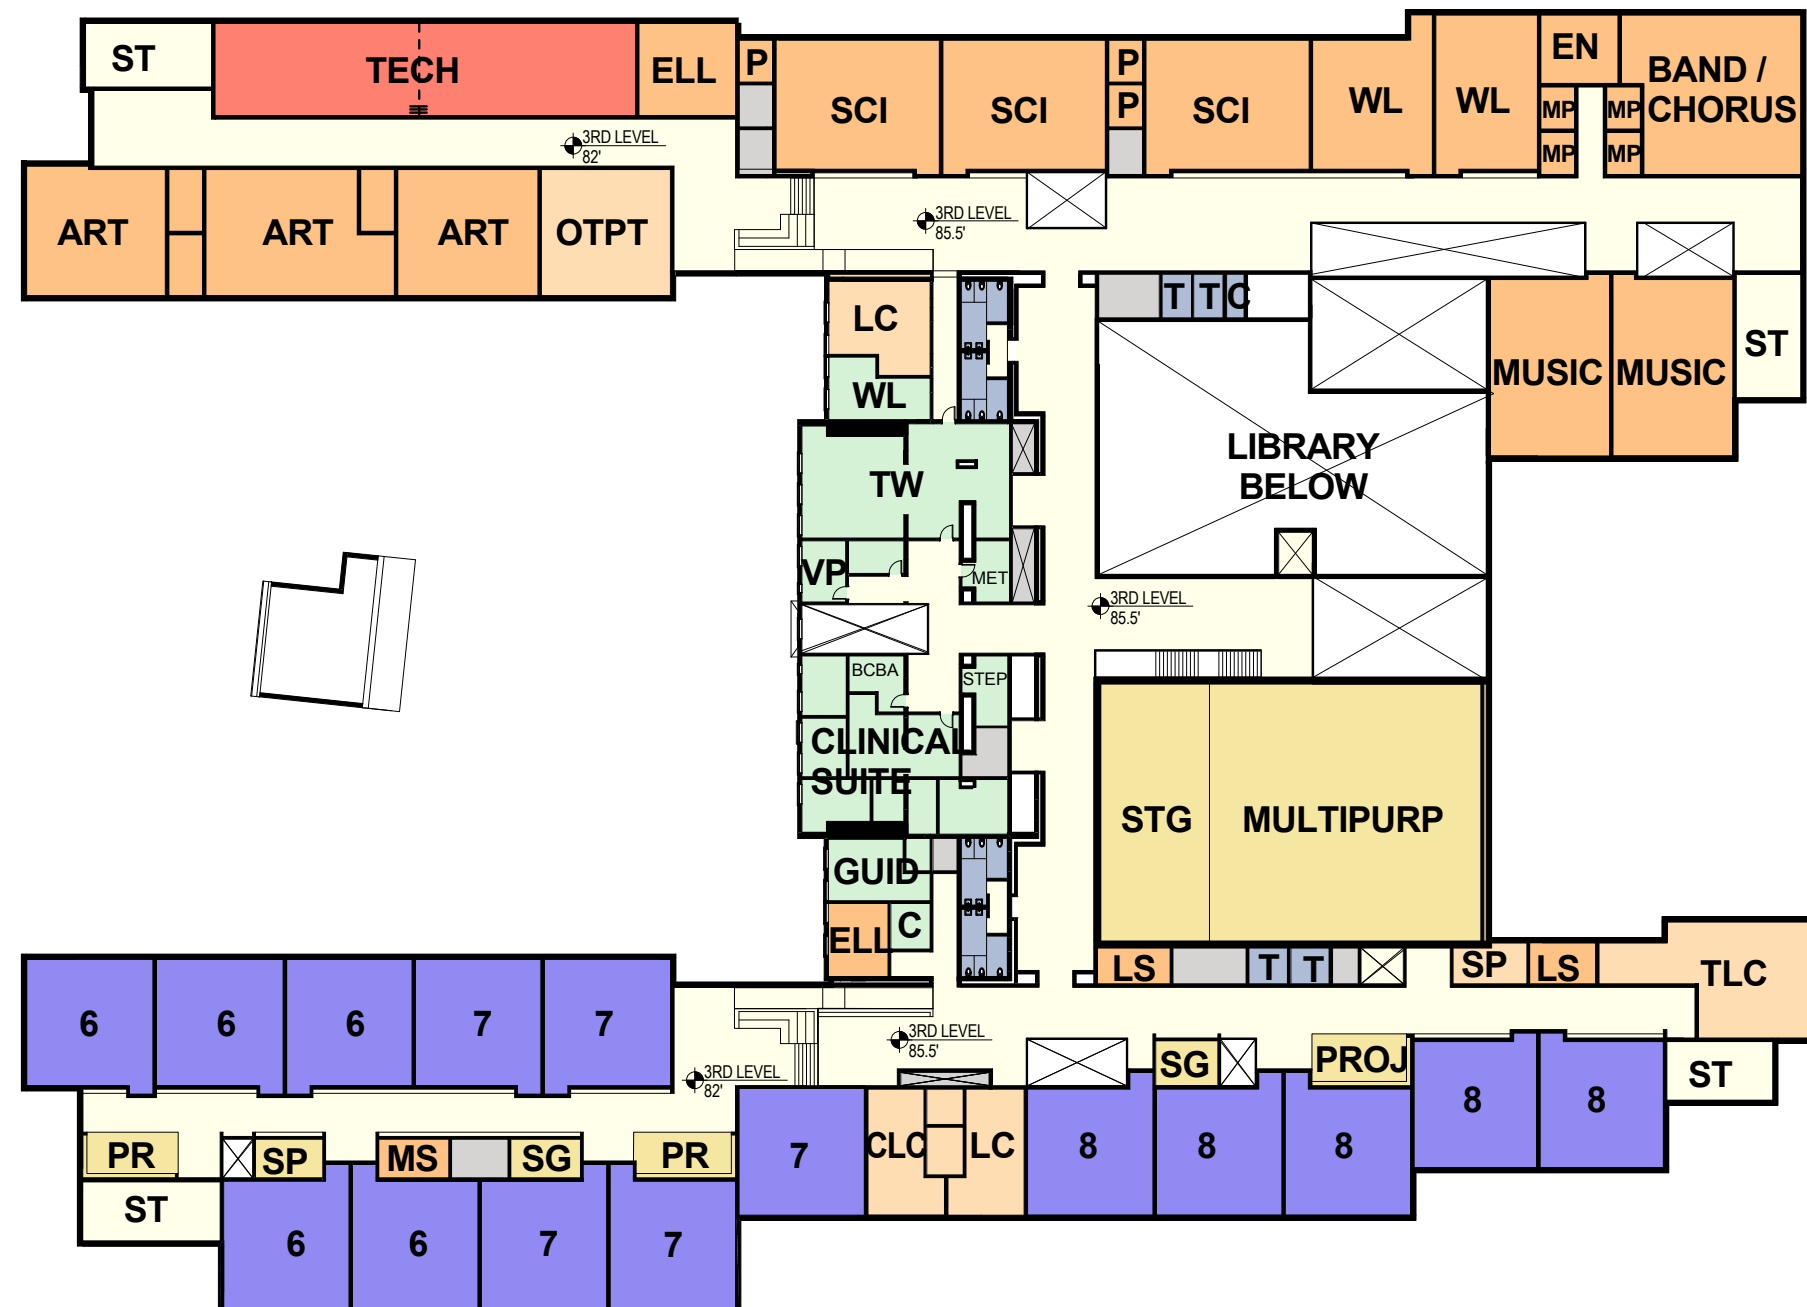 ST
TECH
ELL
P
SCI
SCI
P
P
SCI
WL
WL
EN
BAND /
CHORUS
MP
MP
MP
MP
3RD LEVEL
82'
ART
ART
ART
OTPT
3RD LEVEL
85.5'
LC
WL
T
T
C
MUSIC
MUSIC
ST
LIBRARY
BELOW
TW
VP
MET
3RD LEVEL
85.5'
BCBA
STEP
CLINICAL
SUITE
STG
MULTIPURP
GUID
C
ELL
LS
T
T
SP
LS
TLC
6
6
6
7
7
3RD LEVEL
85.5'
3RD LEVEL
82'
SG
PROJ
8
8
ST
PR
SP
MS
SG
PR
7
CLC
LC
8
8
8
ST
6
6
7
7